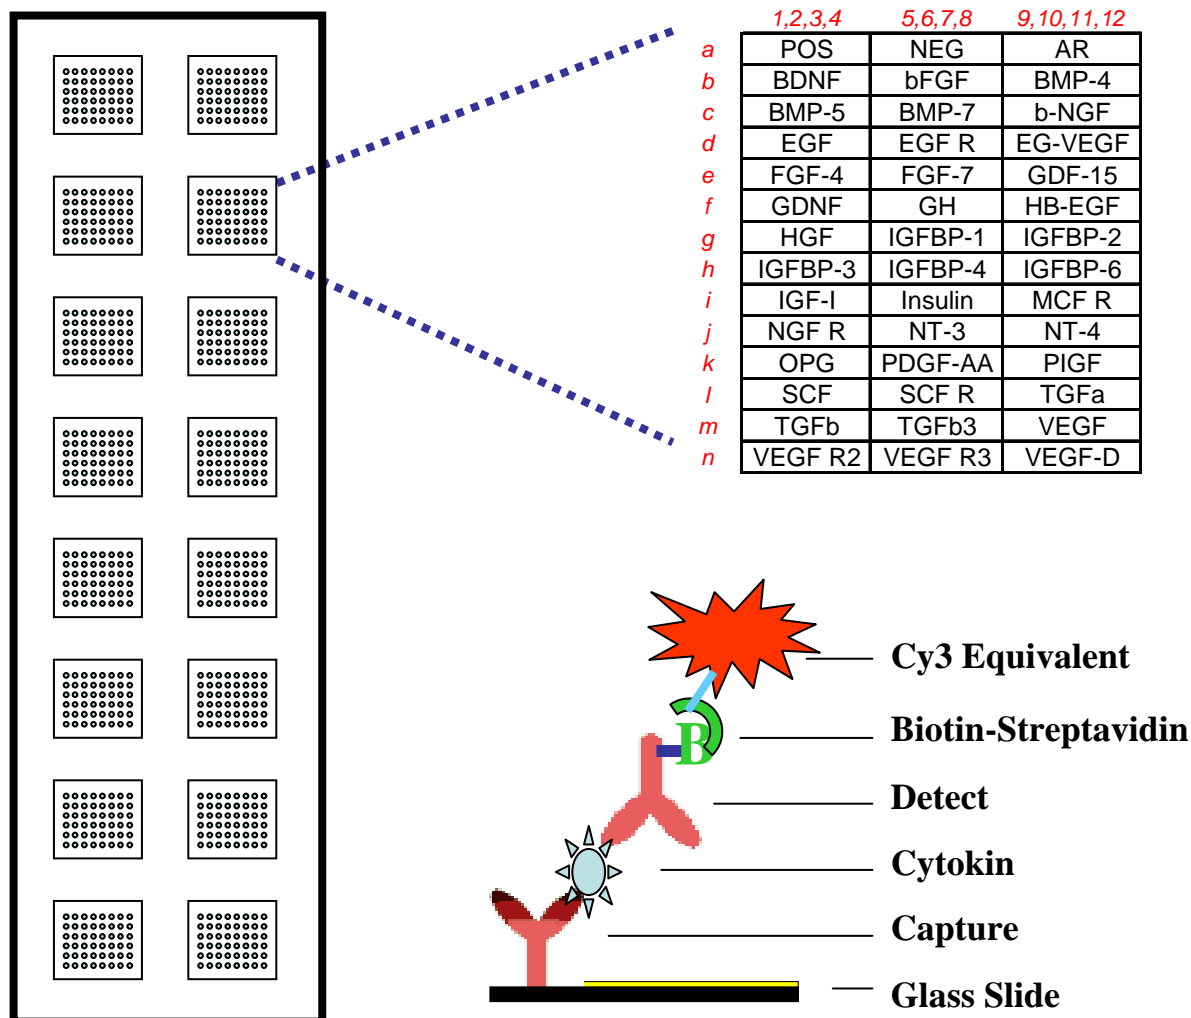 1,2,3,4 5,6,7,8 9,10,11,12
a POS NEG AR
b BDNF bFGF BMP-4
c BMP-5 BMP-7 b-NGF
d EGF EGF R EG-VEGF
e FGF-4 FGF-7 GDF-15
f GDNF GH HB-EGF
g HGF IGFBP-1 IGFBP-2
h IGFBP-3 IGFBP-4 IGFBP-6
i IGF-I Insulin MCF R
j NGF R NT-3 NT-4
k OPG PDGF-AA PIGF
l SCF SCF R TGFa
m TGFb TGFb3 VEGF
n VEGF R2 VEGF R3 VEGF-D
Cy3 Equivalent
B
Biotin-Streptavidin
Detect
Cytokin
Capture
Glass Slide